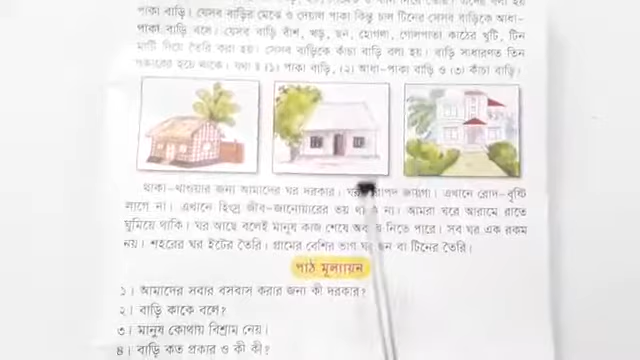 পাকা বাড়ি। যেসব বাড়ির মেঝে ও দেয়াল পাকা কিন্তু চাল টিনের সেসব বাড়িকে আধা-
পাকা বাড়ি বলে। যেসব বাড়ি বাঁশ, খড়, ছন, হোগলা, গোলপাতা কাঠের খুটি, টিন
মাটি দিয়ে তৈরি করা হয়। সেসব বাড়িকে কাঁচা বাড়ি বলা হয়। বাড়ি সাধারণত তিন
প্রকারের হয়ে থাকে। যথা ঃ (১) পাকা বাড়ি, (২) আধা-পাকা বাড়ি ও (৩) কাঁচা বাড়ি।
থাকা-খাওয়ার জন্য আমাদের ঘর দরকার। ঘর জায়গা। এখানে রোদ-বৃষ্টি
লাগে না। এখানে হিংস্র জীব-জানোয়ারের ভয় থাকে না। আমরা ঘরে আরামে রাতে
ঘুমিয়ে থাকি। ঘর আছে বলেই মানুষ কাজ শেষে নিতে পারে। সব ঘর এক রকম
নয়। শহরের ঘর ইটের তৈরি। গ্রামের বেশির ভাগ ঘর ছন বা টিনের তৈরি।
পাঠ মূল্যায়ন
১। আমাদের সবার বসবাস করার জন্য কী দরকার?
২। বাড়ি কাকে বলে?
৩। মানুষ কোথায় বিশ্রাম নেয়।
৪। বাড়ি কত প্রকার ও কী কী?